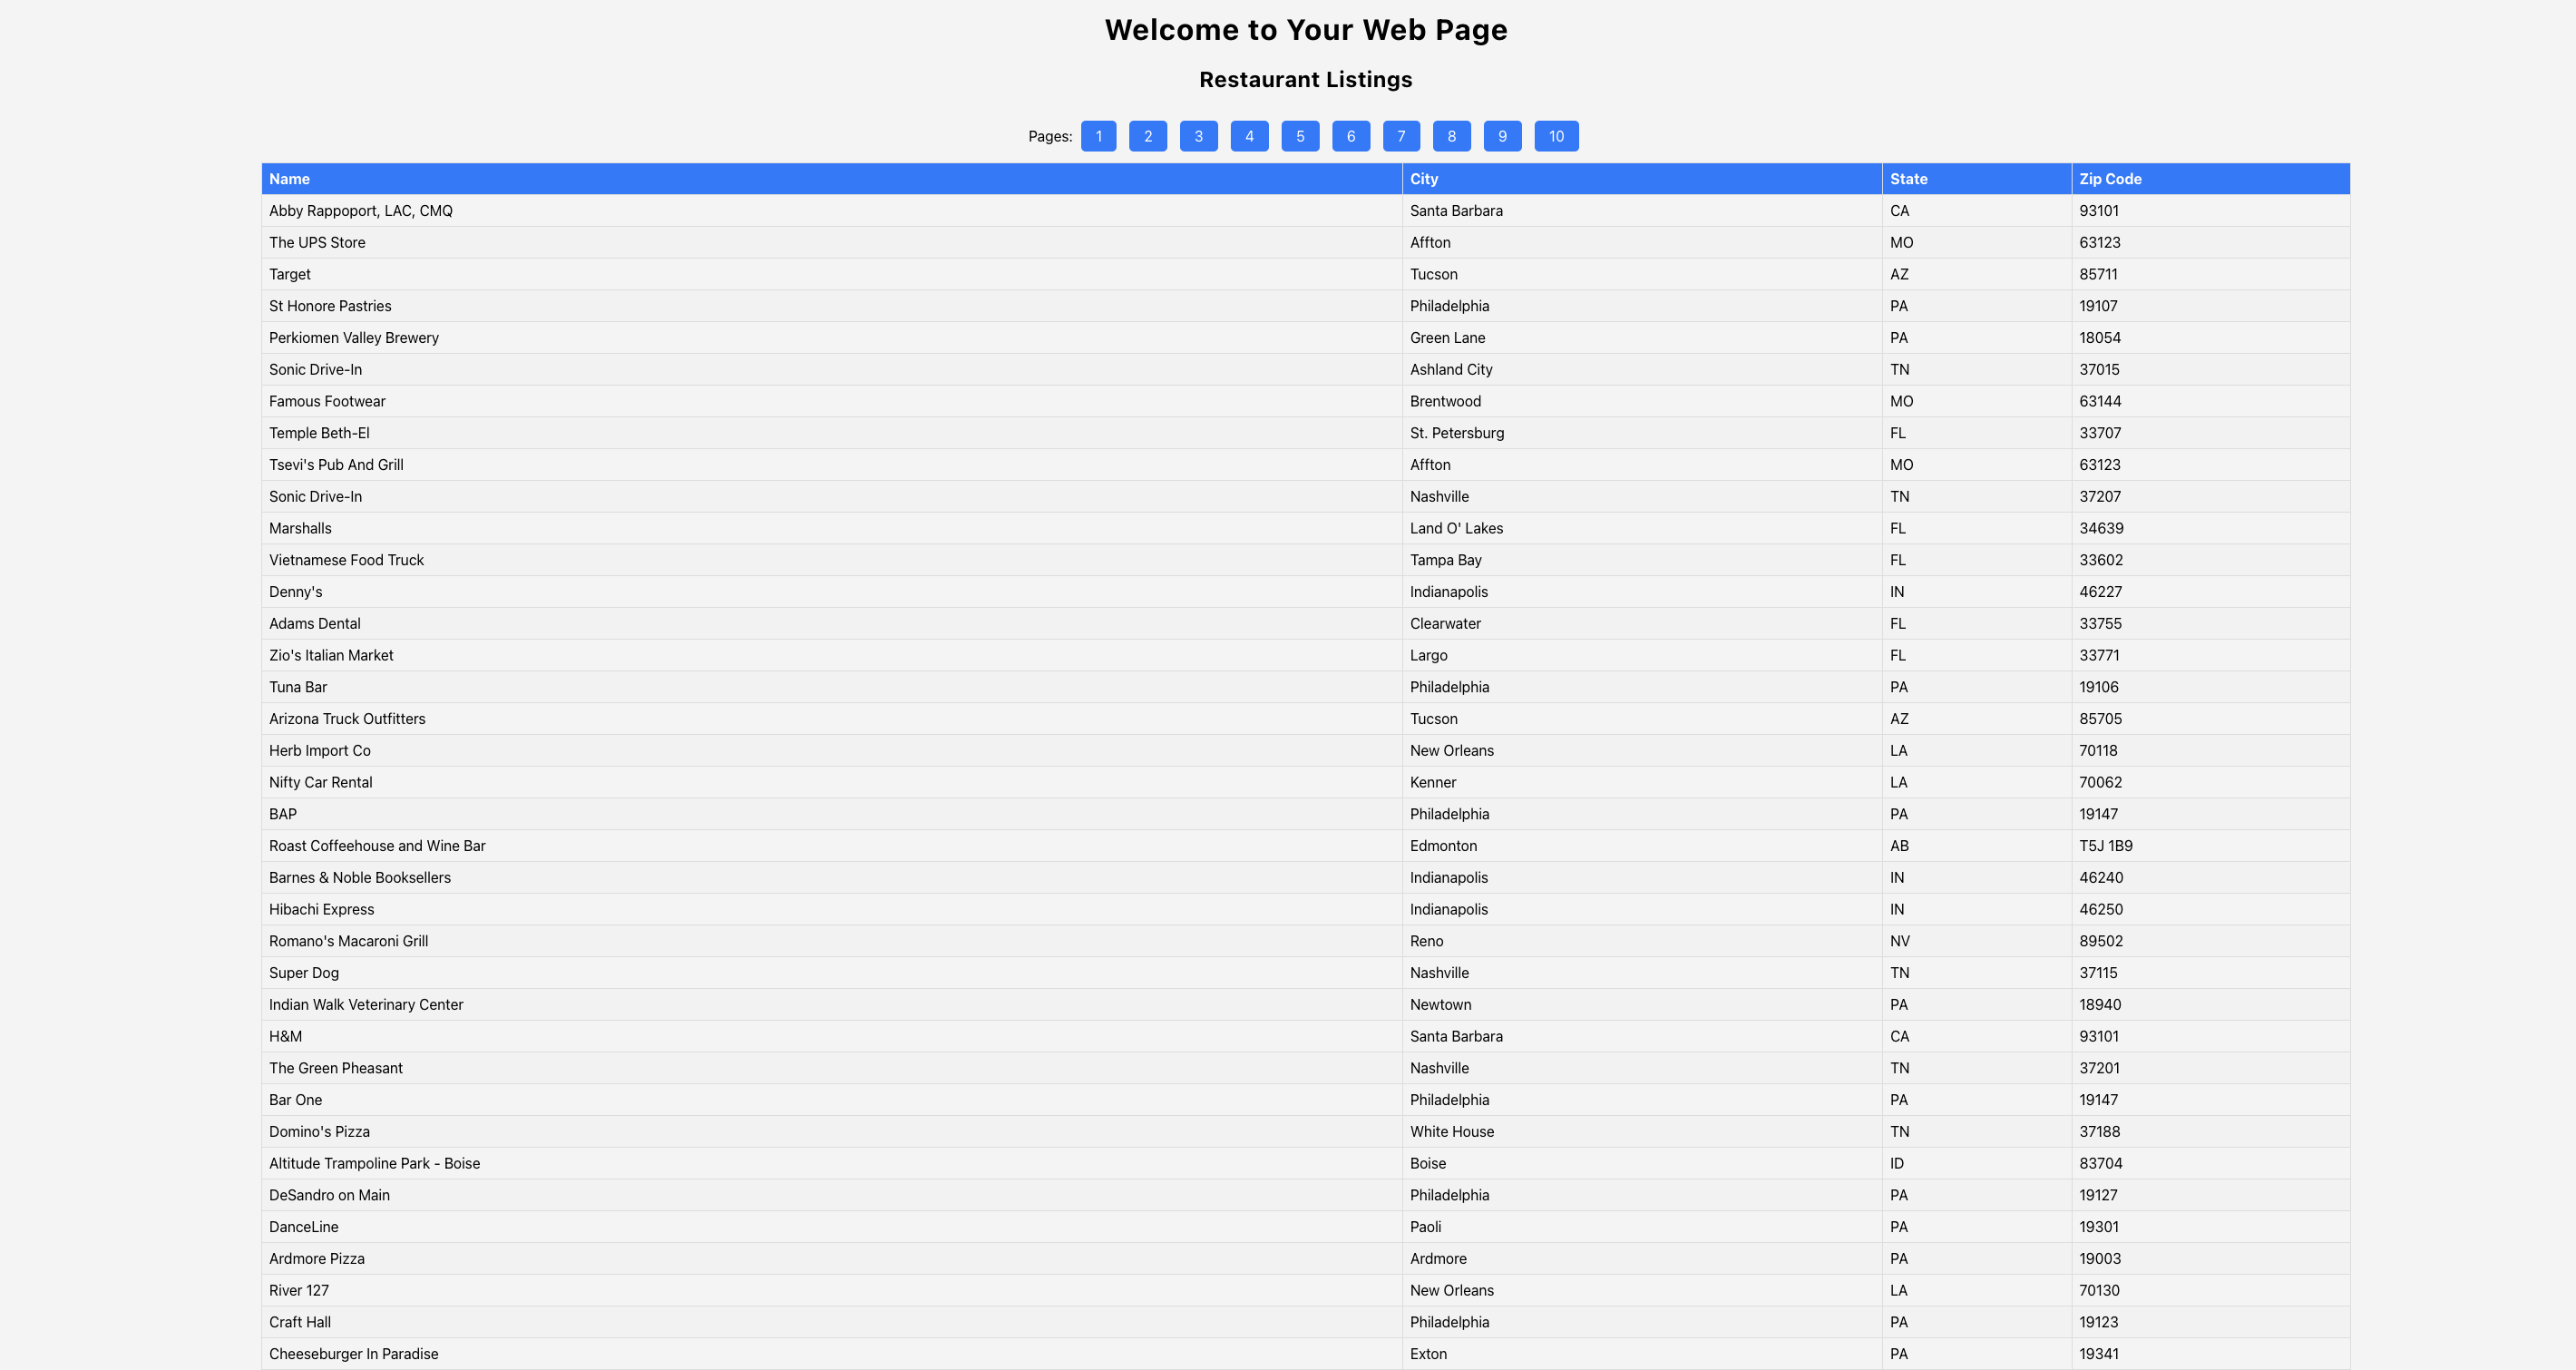 Welcome to Your Web Page
Restaurant Listings
Pages: 1 2 3 4 5 6 7 8 9 10
Name City State Zip Code
Abby Rappoport, LAC, CMQ Santa Barbara CA 93101
The UPS Store Affton MO 63123
Target Tucson AZ 85711
St Honore Pastries Philadelphia PA 19107
Perkiomen Valley Brewery Green Lane PA 18054
Sonic Drive-In Ashland City TN 37015
Famous Footwear Brentwood MO 63144
Temple Beth-El St. Petersburg FL 33707
Tsevi's Pub And Grill Affton MO 63123
Sonic Drive-In Nashville TN 37207
Marshalls Land O' Lakes FL 34639
Vietnamese Food Truck Tampa Bay FL 33602
Denny's Indianapolis IN 46227
Adams Dental Clearwater FL 33755
Zio's Italian Market Largo FL 33771
Tuna Bar Philadelphia PA 19106
Arizona Truck Outfitters Tucson AZ 85705
Herb Import Co New Orleans LA 70118
Nifty Car Rental Kenner LA 70062
BAP Philadelphia PA 19147
Roast Coffeehouse and Wine Bar Edmonton AB T5J 1B9
Barnes & Noble Booksellers Indianapolis IN 46240
Hibachi Express Indianapolis IN 46250
Romano's Macaroni Grill Reno NV 89502
Super Dog Nashville TN 37115
Indian Walk Veterinary Center Newtown PA 18940
H&M Santa Barbara CA 93101
The Green Pheasant Nashville TN 37201
Bar One Philadelphia PA 19147
Domino's Pizza White House TN 37188
Altitude Trampoline Park - Boise Boise ID 83704
DeSandro on Main Philadelphia PA 19127
DanceLine Paoli PA 19301
Ardmore Pizza Ardmore PA 19003
River 127 New Orleans LA 70130
Craft Hall Philadelphia PA 19123
Cheeseburger In Paradise Exton PA 19341